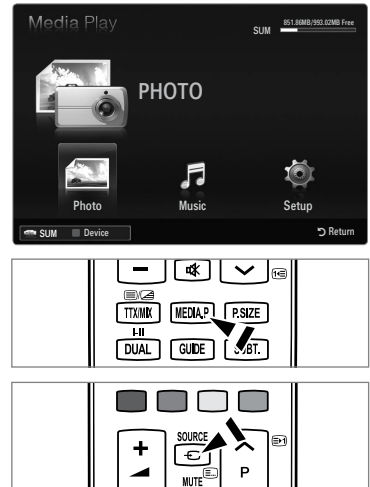 Media Play
SUM 851.86MB/993.02MB Free
PHOTO
Photo Music Setup
SUM Device Return
TTX/MIX MEDIA.P P.SIZE
I-II
DUAL GUIDE SUBT.
SOURCE
+
P
MUTE